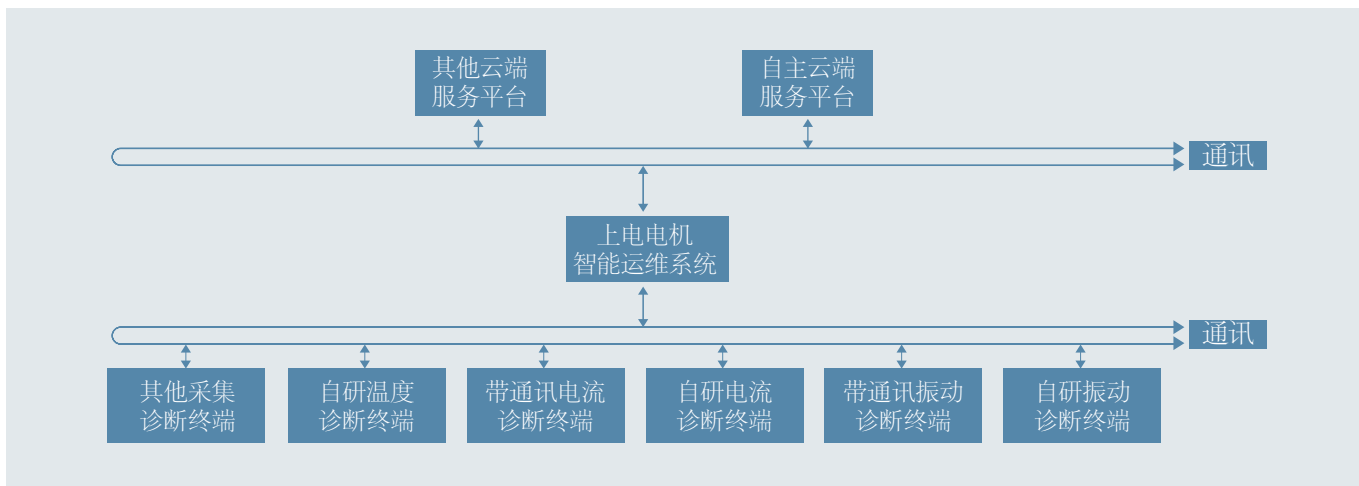 其他云端
服务平台
自主云端
服务平台
通讯
上电电机
智能运维系统
通讯
其他采集
诊断终端
自研温度
诊断终端
带通讯电流
诊断终端
自研电流
诊断终端
带通讯振动
诊断终端
自研振动
诊断终端